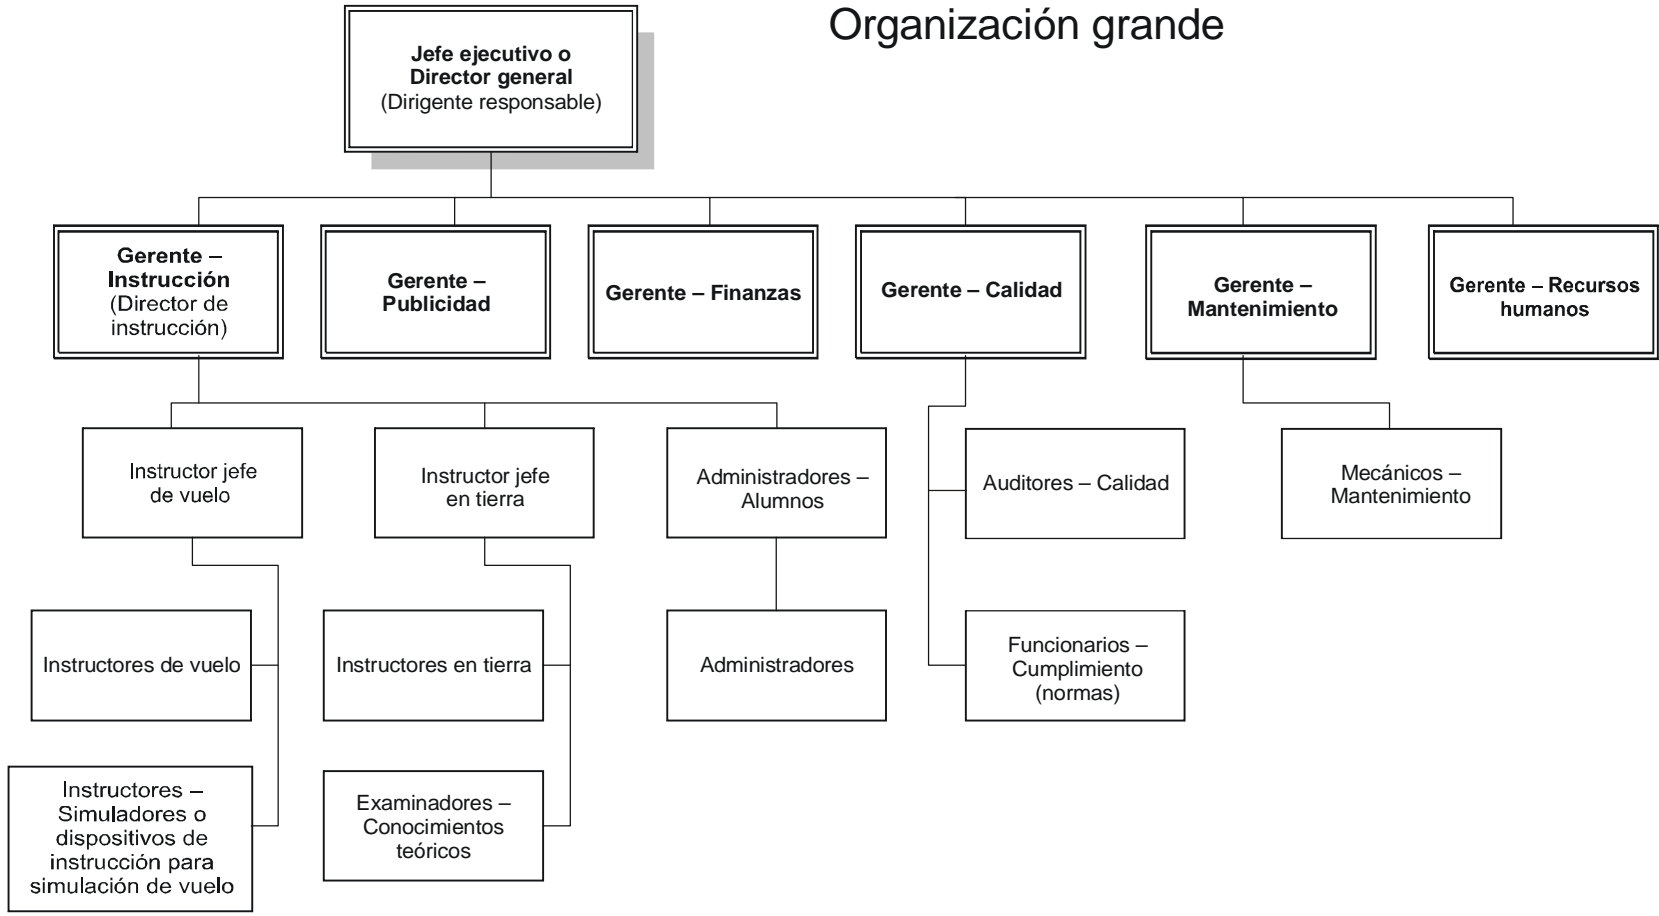 Organización grande
Jefe ejecutivo o
Director general
(Dirigente responsable)
Gerente –
Instrucción
(Director de
instrucción)
Gerente –
Publicidad
Gerente – Finanzas
Gerente – Calidad
Gerente –
Mantenimiento
Gerente – Recursos
humanos
Instructor jefe
de vuelo
Instructor jefe
en tierra
Administradores –
Alumnos
Auditores – Calidad
Mecánicos –
Mantenimiento
Instructores de vuelo
Instructores en tierra
Administradores
Funcionarios –
Cumplimiento
(normas)
Instructores –
Simuladores o
dispositivos de
instrucción para
simulación de vuelo
Examinadores –
Conocimientos
teóricos